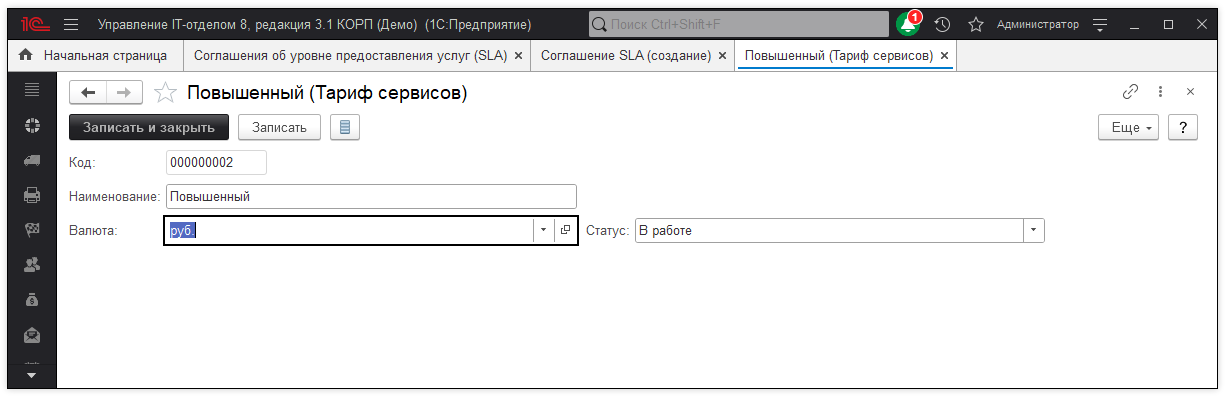 1С Управление IT-отделом 8, редакция 3.1 КОРП (Демо) (1С:Предприятие) Поиск Ctrl+Shift+F 1 Администратор
Начальная страница Соглашения об уровне предоставления услуг (SLA) × Соглашение SLA (создание) × Повышенный (Тариф сервисов) ×
Повышенный (Тариф сервисов)
Записать и закрыть Записать Еще ?
Код: 000000002
Наименование: Повышенный
Валюта: руб. Статус: В работе